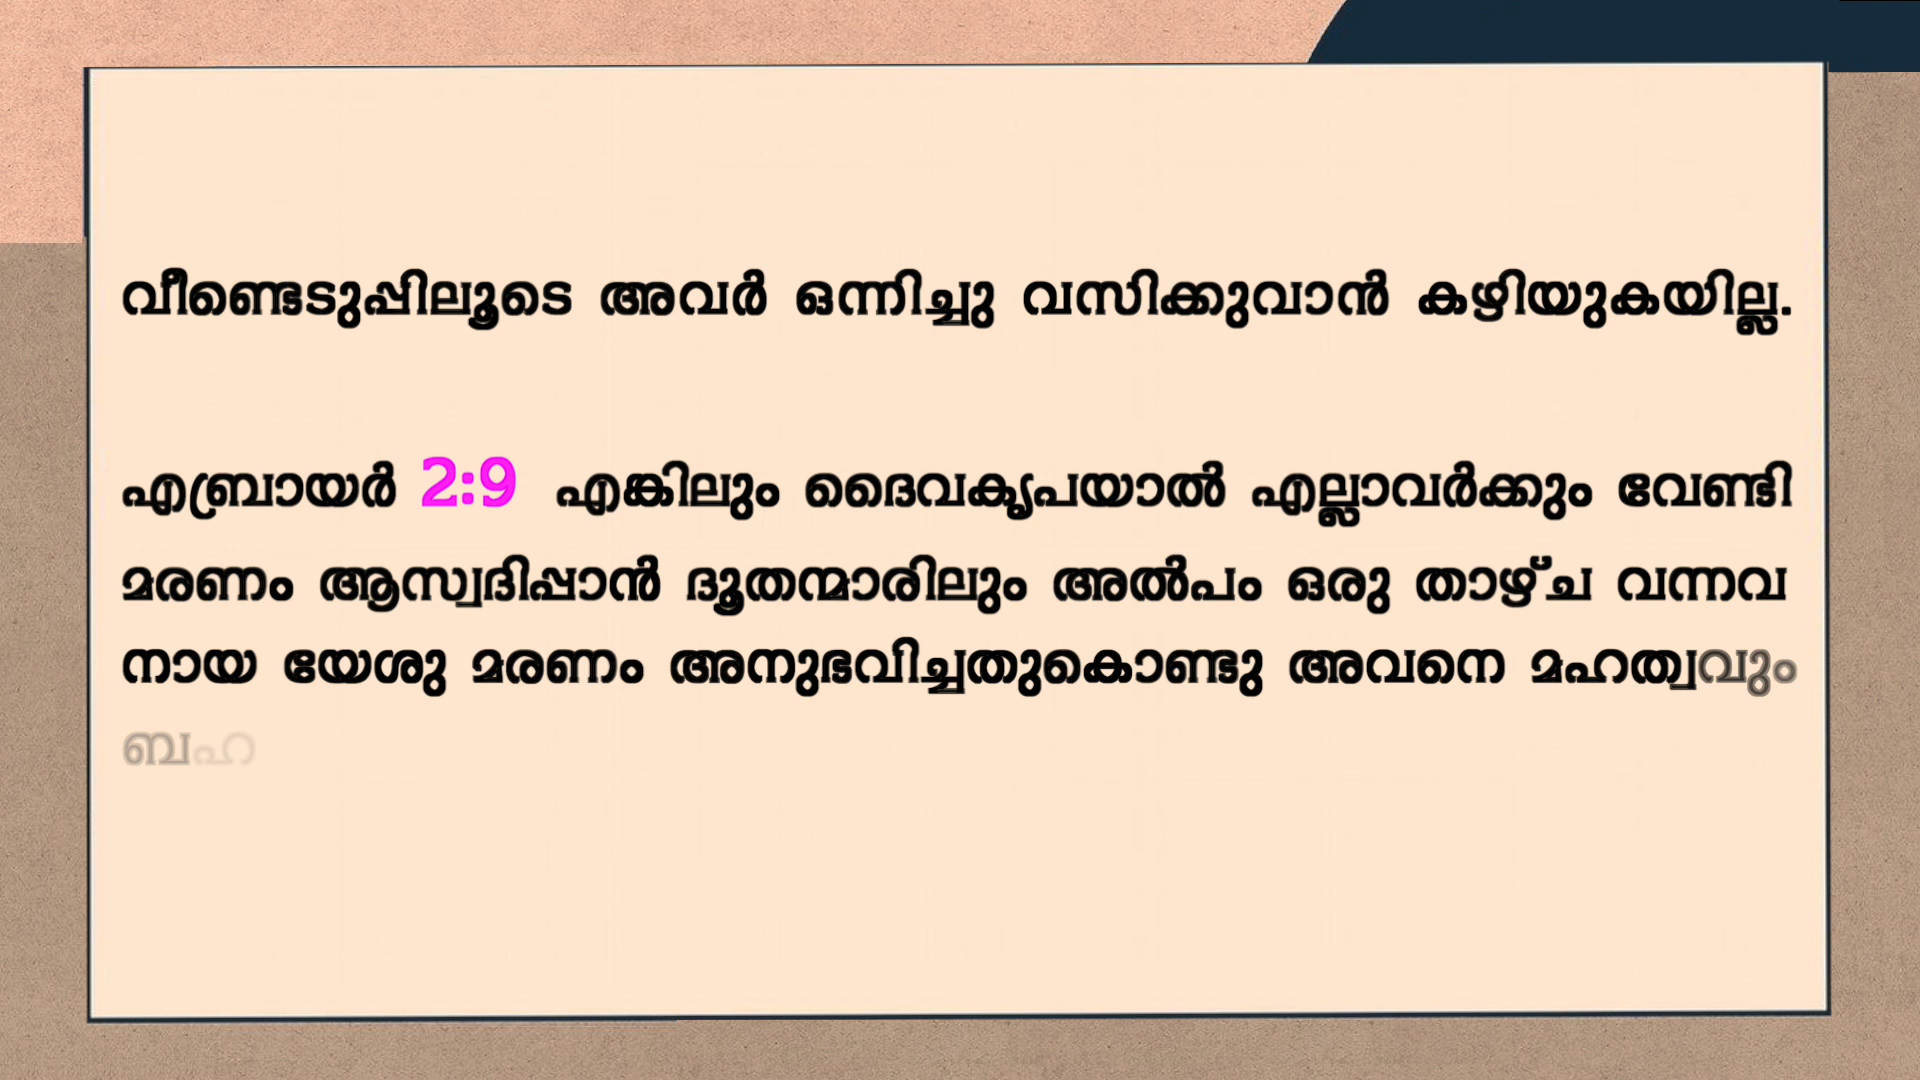 വീണ്ടെടുപ്പിലൂടെ അവർ ഒന്നിച്ചു വസിക്കുവാൻ കഴിയുകയില്ല.
എബ്രായർ 2:9 എങ്കിലും ദൈവകൃപയാൽ എല്ലാവർക്കും വേണ്ടി
മരണം ആസ്വദിപ്പാൻ ദൂതന്മാരിലും അൽപം ഒരു താഴ്ച വന്നവ
നായ യേശു മരണം അനുഭവിച്ചതുകൊണ്ടു അവനെ മഹത്വവും
ബഹ